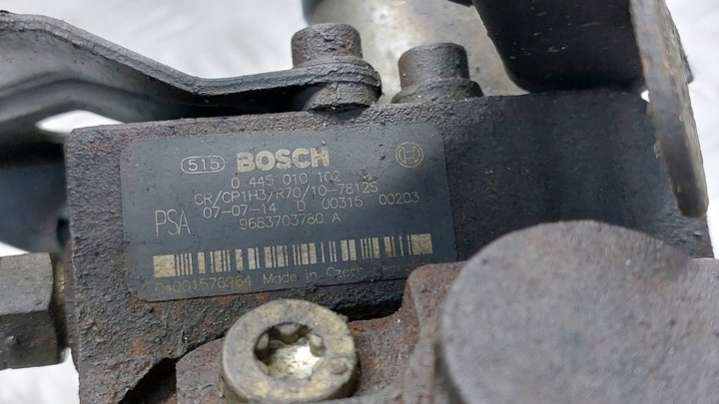 515 BOSCH
0 445 010 102
CR/CP1H3/R70/10-7812S
07-07-14 D 00315 00203
PSA 9683703780 A
Made in Czech